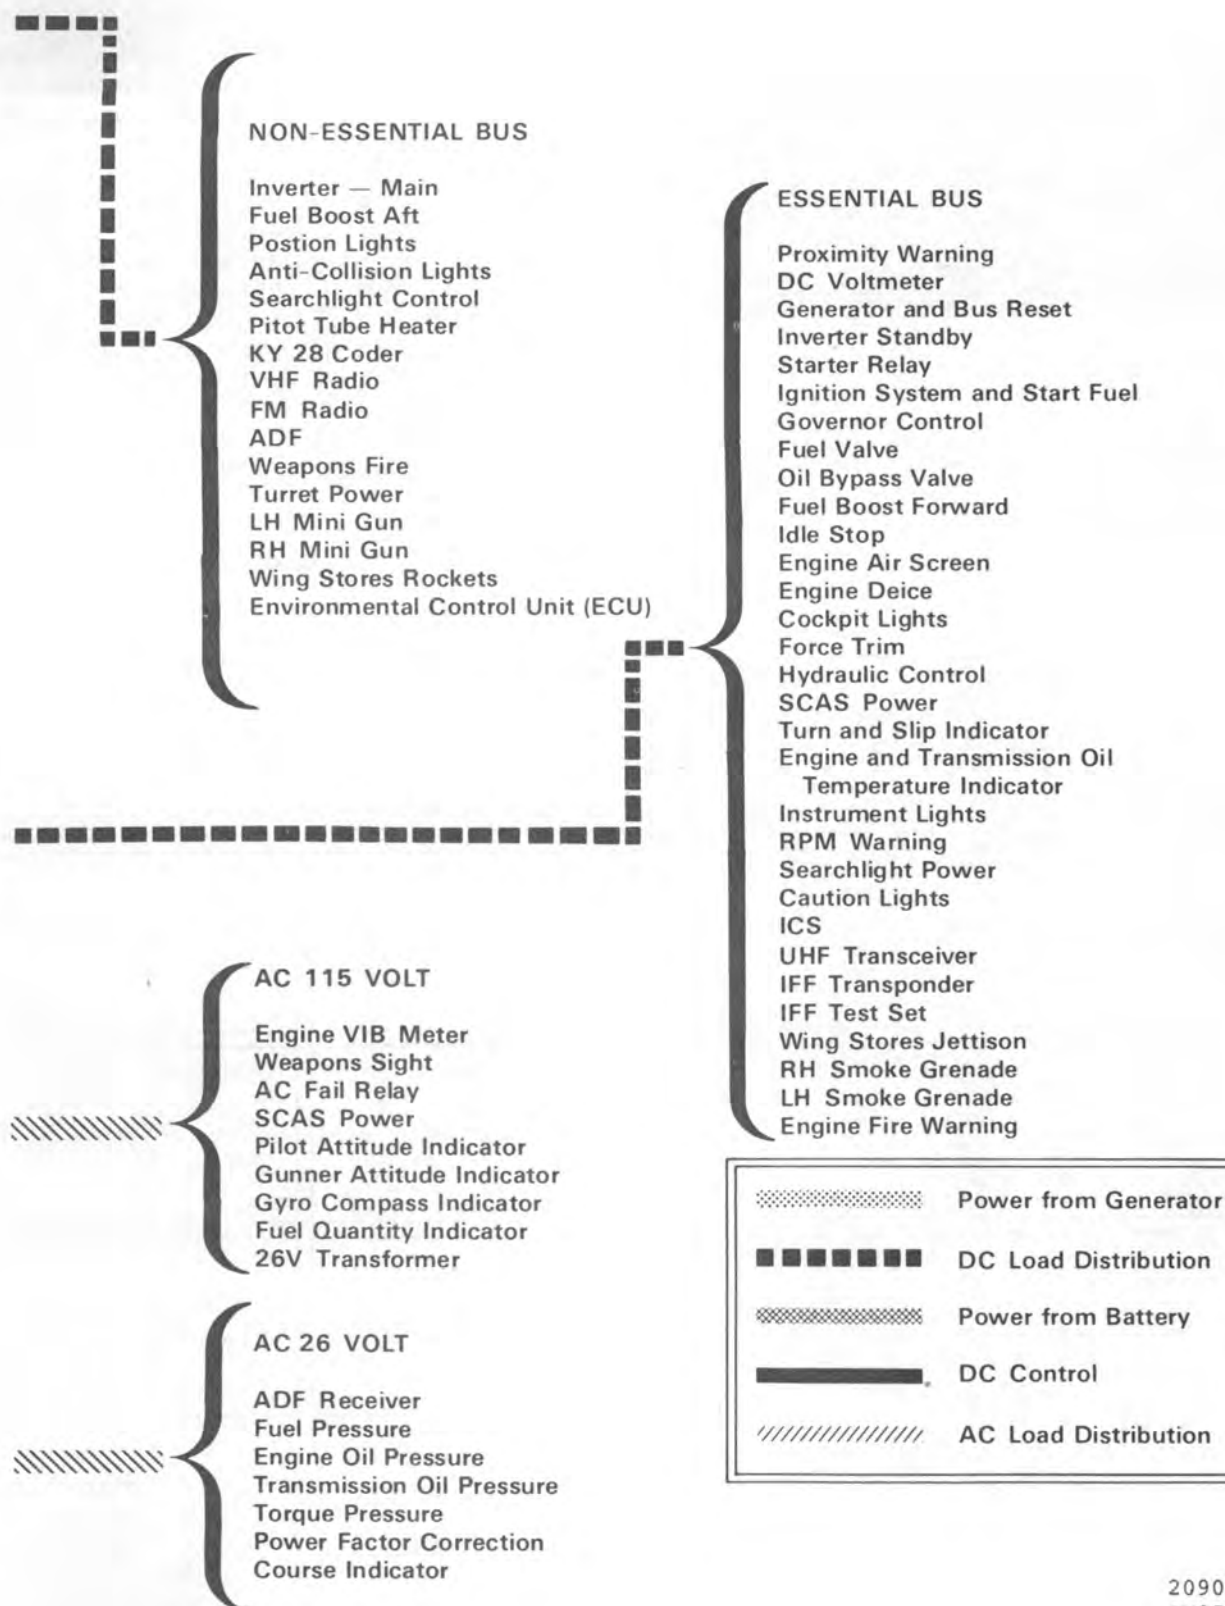 NON-ESSENTIAL BUS
Inverter — Main
Fuel Boost Aft
Postion Lights
Anti-Collision Lights
Searchlight Control
Pitot Tube Heater
KY 28 Coder
VHF Radio
FM Radio
ADF
Weapons Fire
Turret Power
LH Mini Gun
RH Mini Gun
Wing Stores Rockets
Environmental Control Unit (ECU)
ESSENTIAL BUS
Proximity Warning
DC Voltmeter
Generator and Bus Reset
Inverter Standby
Starter Relay
Ignition System and Start Fuel
Governor Control
Fuel Valve
Oil Bypass Valve
Fuel Boost Forward
Idle Stop
Engine Air Screen
Engine Deice
Cockpit Lights
Force Trim
Hydraulic Control
SCAS Power
Turn and Slip Indicator
Engine and Transmission Oil
Temperature Indicator
Instrument Lights
RPM Warning
Searchlight Power
Caution Lights
ICS
UHF Transceiver
IFF Transponder
IFF Test Set
Wing Stores Jettison
RH Smoke Grenade
LH Smoke Grenade
Engine Fire Warning
AC 115 VOLT
Engine VIB Meter
Weapons Sight
AC Fail Relay
SCAS Power
Pilot Attitude Indicator
Gunner Attitude Indicator
Gyro Compass Indicator
Fuel Quantity Indicator
26V Transformer
AC 26 VOLT
ADF Receiver
Fuel Pressure
Engine Oil Pressure
Transmission Oil Pressure
Torque Pressure
Power Factor Correction
Course Indicator
Power from Generator
DC Load Distribution
Power from Battery
DC Control
AC Load Distribution
2090